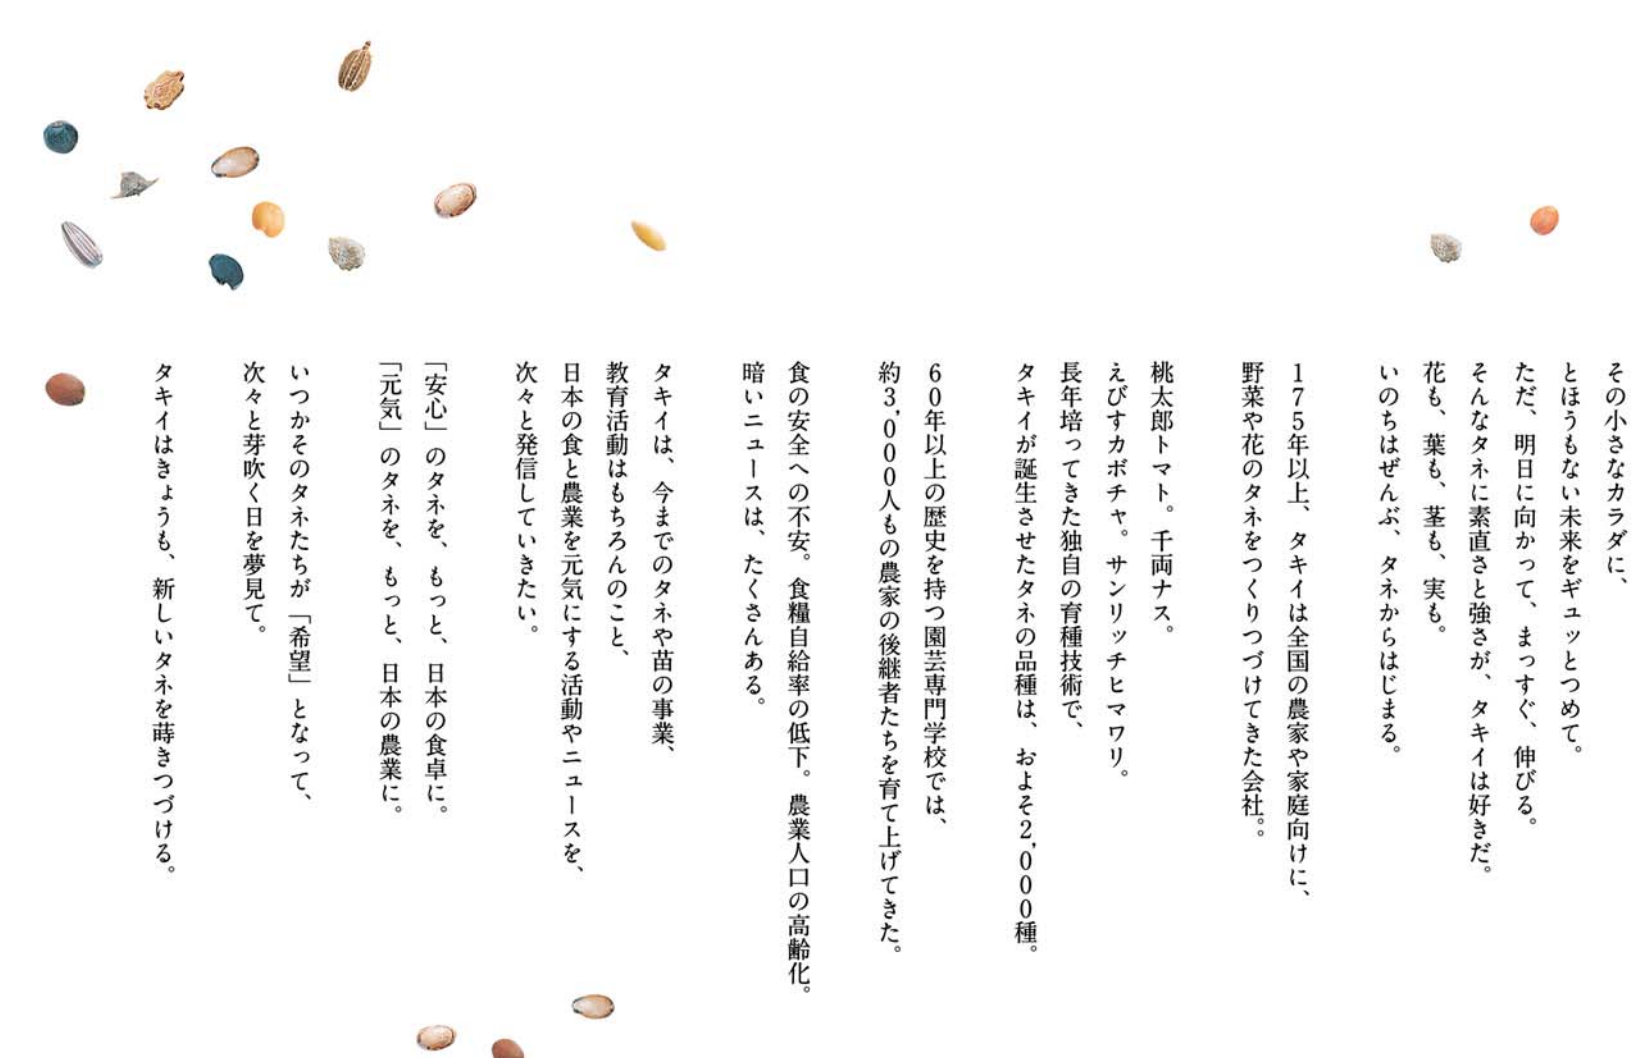 その小さなカラダに、
とほうもない未来をギュッとつめて。
ただ、明日に向かって、まっすぐ、伸びる。
そんなタネに素直さと強さが、タキイは好きだ。
花も、葉も、茎も、実も。
いのちはぜんぶ、タネからはじまる。
175年以上、タキイは全国の農家や家庭向けに、
野菜や花のタネをつくりつづけてきた会社。。
桃太郎トマト。千両ナス。
えびすカボチャ。サンリッチヒマワリ。
長年培ってきた独自の育種技術で、
タキイが誕生させたタネの品種は、およそ2,000種。
60年以上の歴史を持つ園芸専門学校では、
約3,000人もの農家の後継者たちを育て上げてきた。
食の安全への不安。食糧自給率の低下。農業人口の高齢化。
暗いニュースは、たくさんある。
タキイは、今までのタネや苗の事業、
教育活動はもちろんのこと、
日本の食と農業を元気にする活動やニュースを、
次々と発信していきたい。
「安心」のタネを、もっと、日本の食卓に。
「元気」のタネを、もっと、日本の農業に。
いつかそのタネたちが「希望」となって、
次々と芽吹く日を夢見て。
タキイはきょうも、新しいタネを蒔きつづける。